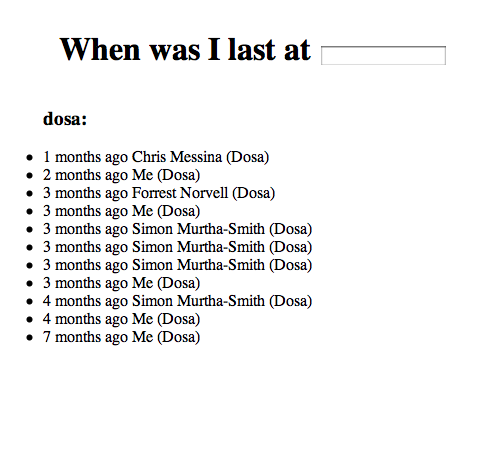 When was I last at
dosa:
1 months ago Chris Messina (Dosa)
2 months ago Me (Dosa)
3 months ago Forrest Norvell (Dosa)
3 months ago Me (Dosa)
3 months ago Simon Murtha-Smith (Dosa)
3 months ago Simon Murtha-Smith (Dosa)
3 months ago Simon Murtha-Smith (Dosa)
3 months ago Me (Dosa)
4 months ago Simon Murtha-Smith (Dosa)
4 months ago Me (Dosa)
7 months ago Me (Dosa)